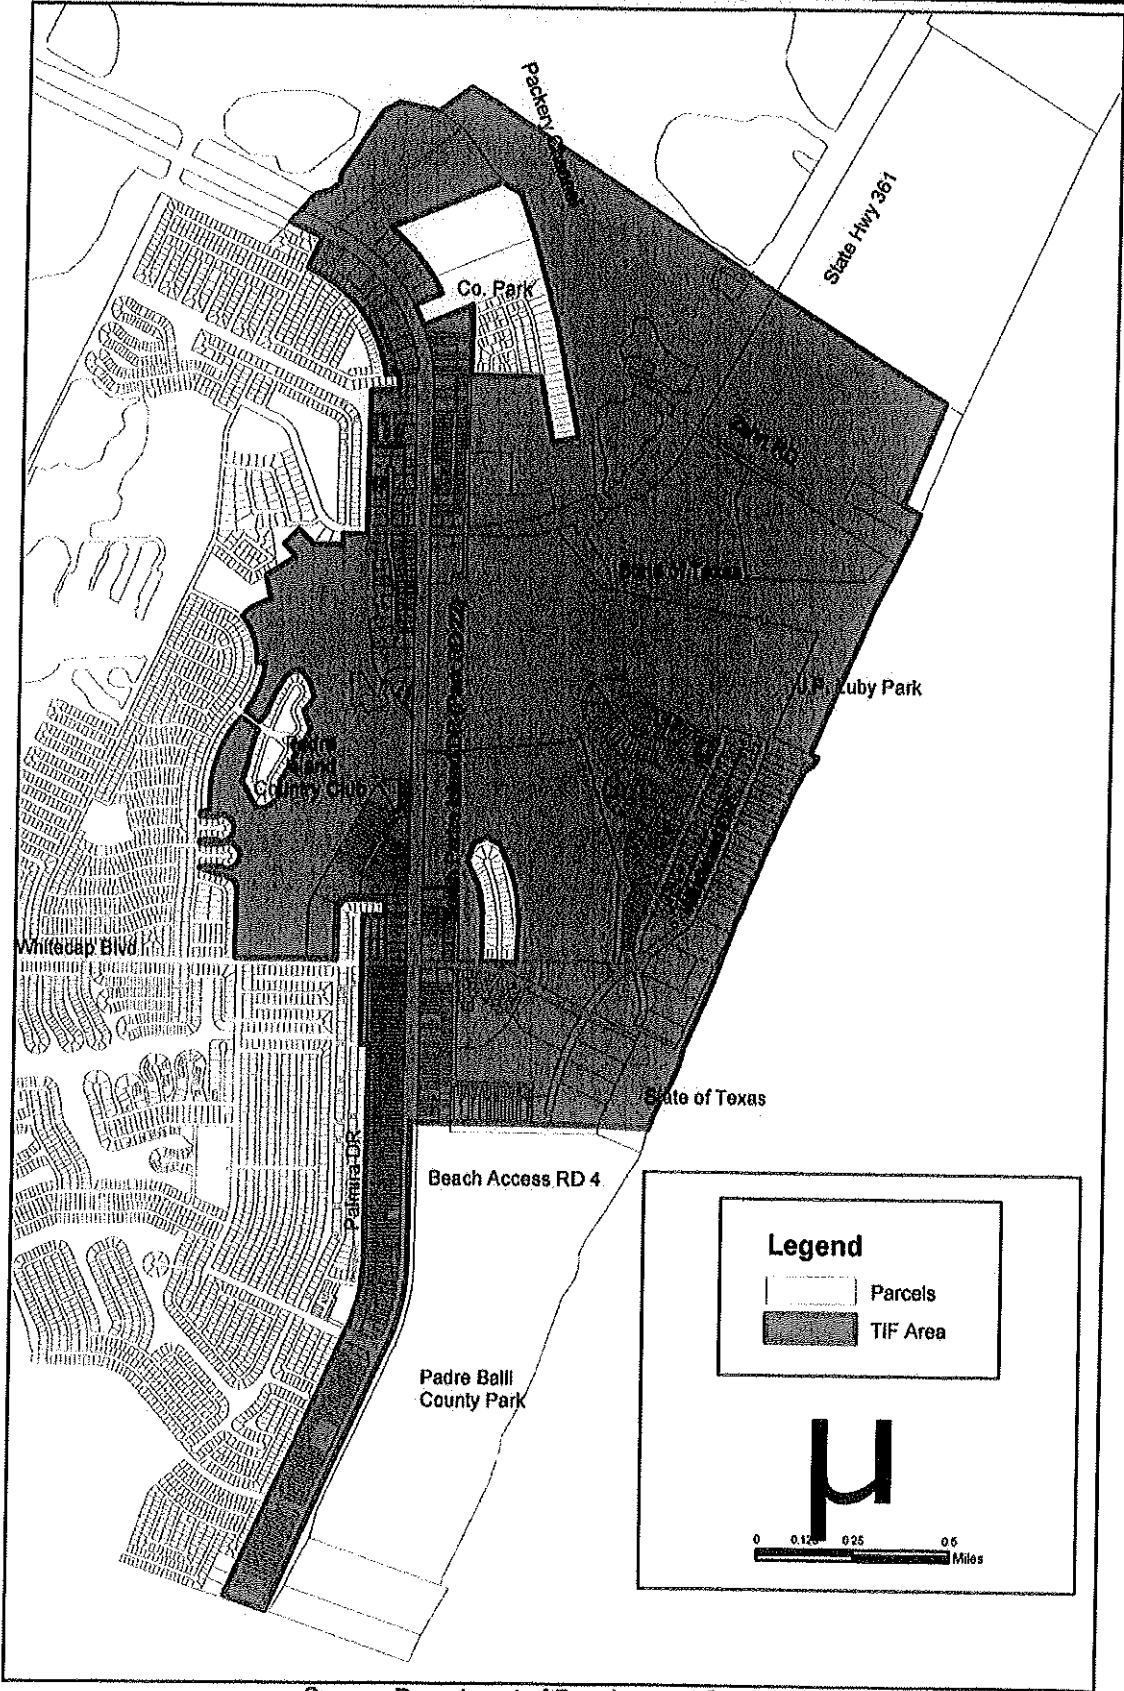 Packery Channel
State Hwy 361
Co. Park
Zahn RD
State of Texas
J.P. Luby Park
Padre
Island
Country Club
Whitecap Blvd
State of Texas
Beach Access RD 4
Palmira DR
Padre Balli
County Park
Legend
Parcels
TIF Area
µ
0 0.125 0.25 0.5
Miles